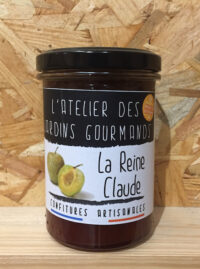 L'ATELIER DES
JARDINS GOURMANDS
La Reine
Claude
CONFITURES ARTISANALES